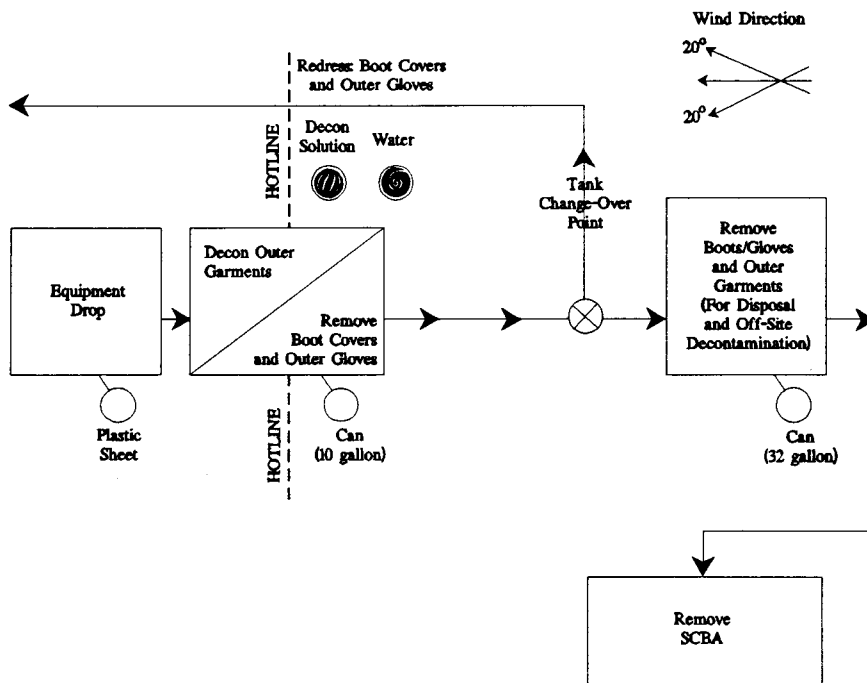 Wind Direction
20°
20°
Redress: Boot Covers
and Outer Gloves
HOTLINE
Decon
Solution
Water
Tank
Change-Over
Point
Equipment
Drop
Decon Outer
Garments
Remove
Boot Covers
and Outer Gloves
Remove
Boots/Gloves
and Outer
Garments
(For Disposal
and Off-Site
Decontamination)
Plastic
Sheet
HOTLINE
Can
(10 gallon)
Can
(32 gallon)
Remove
SCBA